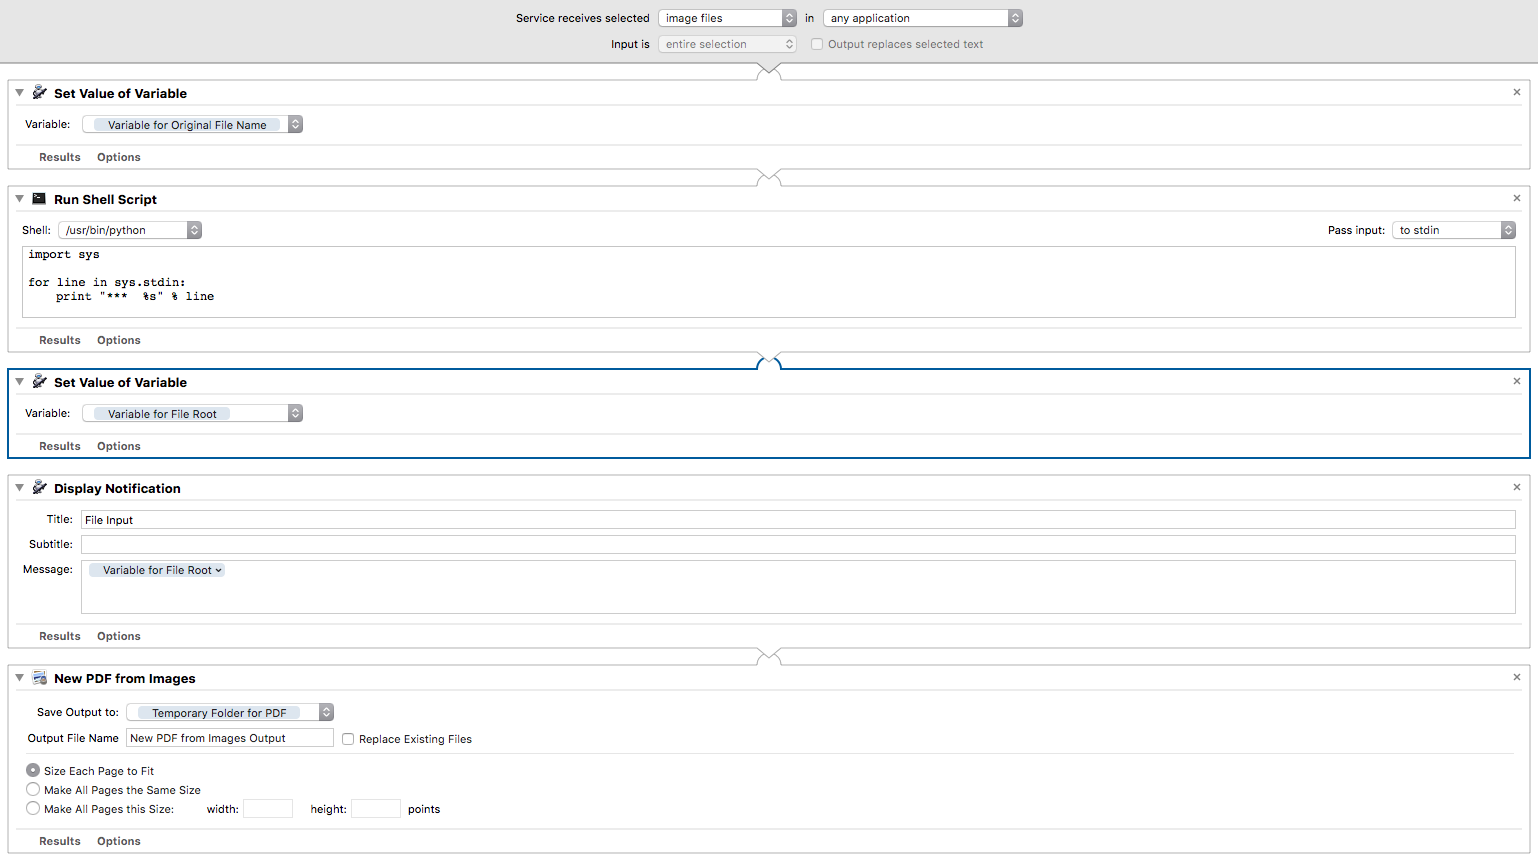 Service receives selected image files in any application
Input is entire selection Output replaces selected text
Set Value of Variable
Variable: Variable for Original File Name
Results Options
Run Shell Script
Shell: /usr/bin/python Pass input: to stdin
import sys
for line in sys.stdin:
print "***  %s" % line
Results Options
Set Value of Variable
Variable: Variable for File Root
Results Options
Display Notification
Title: File Input
Subtitle:
Message: Variable for File Root
Results Options
New PDF from Images
Save Output to: Temporary Folder for PDF
Output File Name New PDF from Images Output Replace Existing Files
Size Each Page to Fit
Make All Pages the Same Size
Make All Pages this Size: width: height: points
Results Options